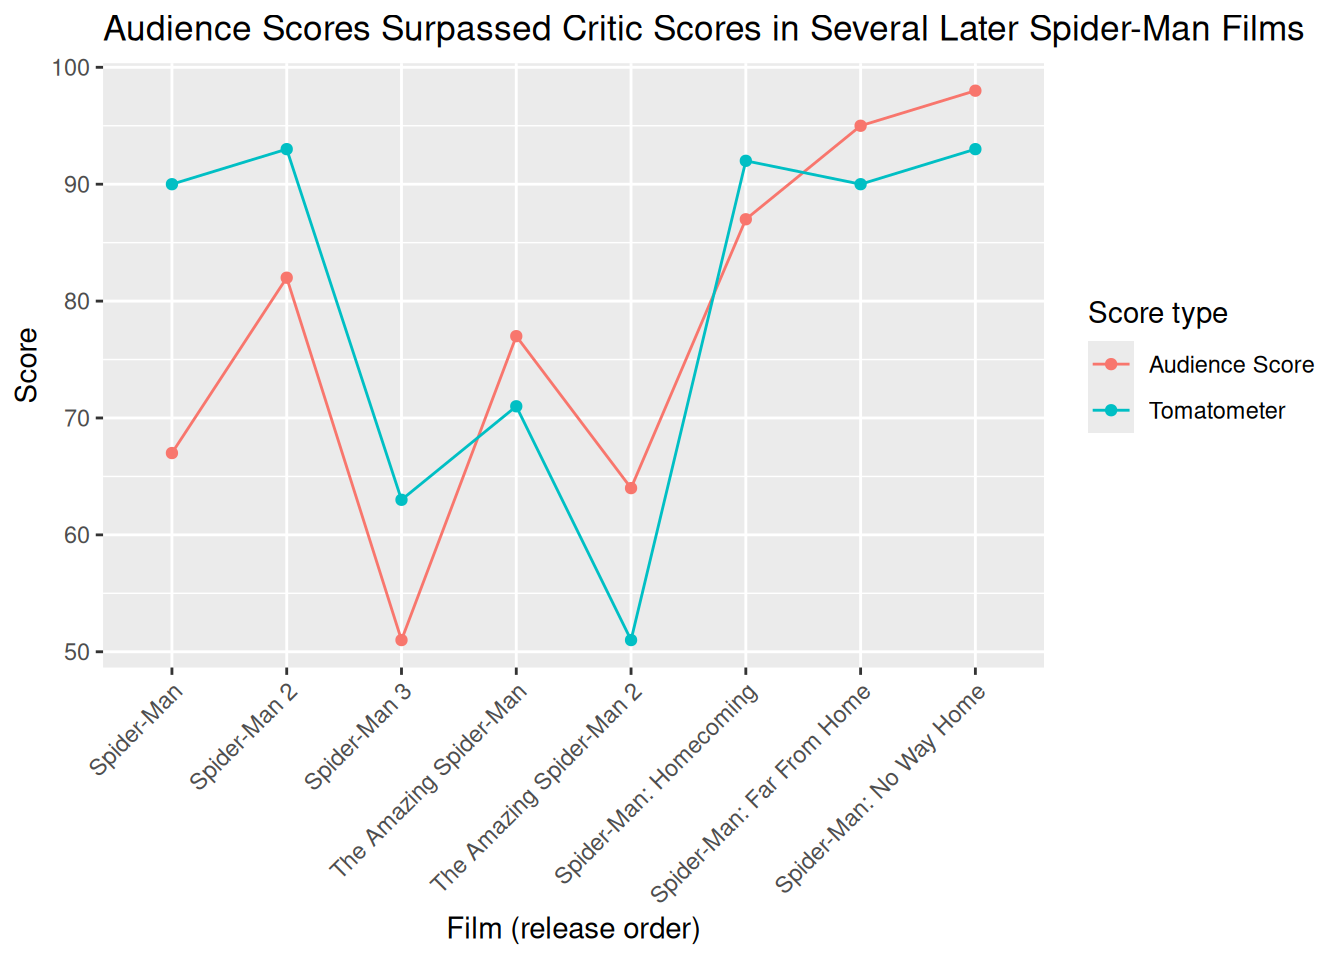 Audience Scores Surpassed Critic Scores in Several Later Spider-Man Films
Score
100
90
80
70
60
50
Spider-Man
Spider-Man 2
Spider-Man 3
The Amazing Spider-Man
The Amazing Spider-Man 2
Spider-Man: Homecoming
Spider-Man: Far From Home
Spider-Man: No Way Home
Film (release order)
Score type
Audience Score
Tomatometer